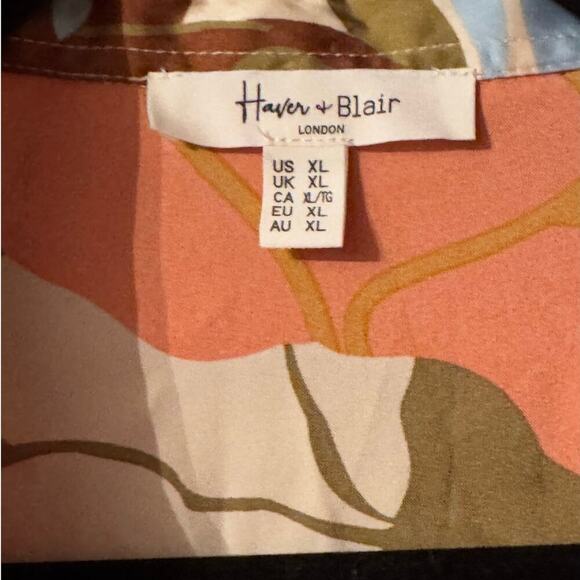 Haver + Blair
LONDON
US XL
UK XL
CA XL/TG
EU XL
AU XL